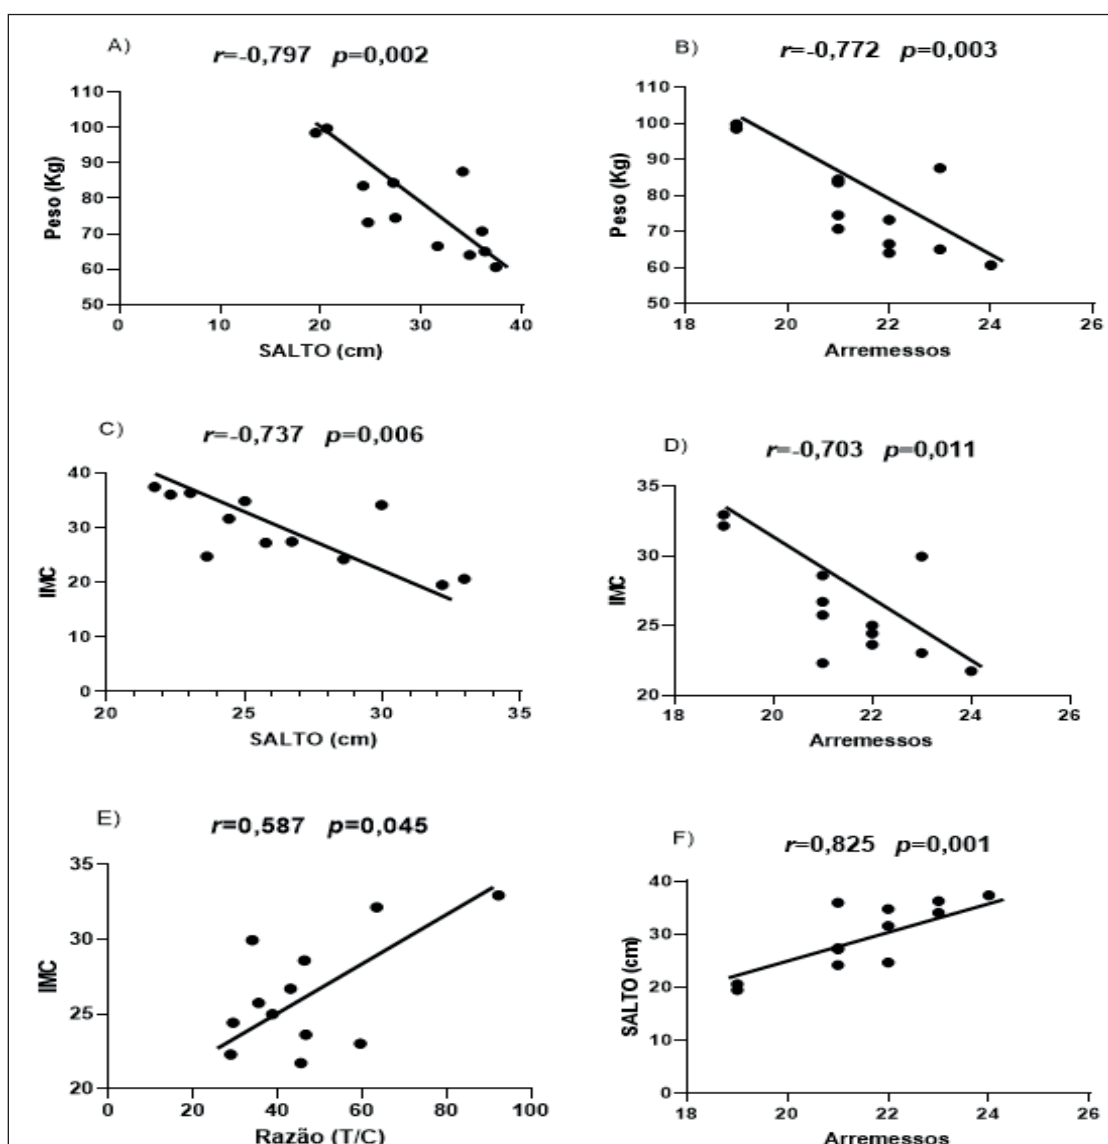 A)
r=-0,797 p=0,002
110
100
90
80
70
60
50
Peso (Kg)
0 10 20 30 40
SALTO (cm)
B)
r=-0,772 p=0,003
110
100
90
80
70
60
50
Peso (Kg)
18 20 22 24 26
Arremessos
C)
r=-0,737 p=0,006
40
30
20
10
0
IMC
20 25 30 35
SALTO (cm)
D)
r=-0,703 p=0,011
35
30
25
20
IMC
18 20 22 24 26
Arremessos
E)
r=0,587 p=0,045
35
30
25
20
IMC
0 20 40 60 80 100
Razão (T/C)
F)
r=0,825 p=0,001
40
30
20
10
0
SALTO (cm)
18 20 22 24 26
Arremessos